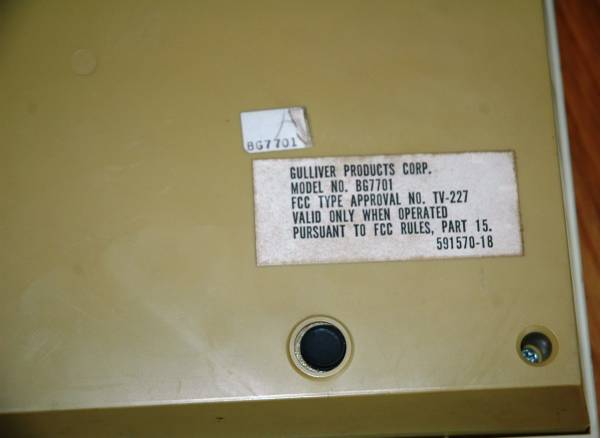 A
BG7701
GULLIVER PRODUCTS CORP.
MODEL NO. BG7701
FCC TYPE APPROVAL NO. TV-227
VALID ONLY WHEN OPERATED
PURSUANT TO FCC RULES, PART 15.
591570-18